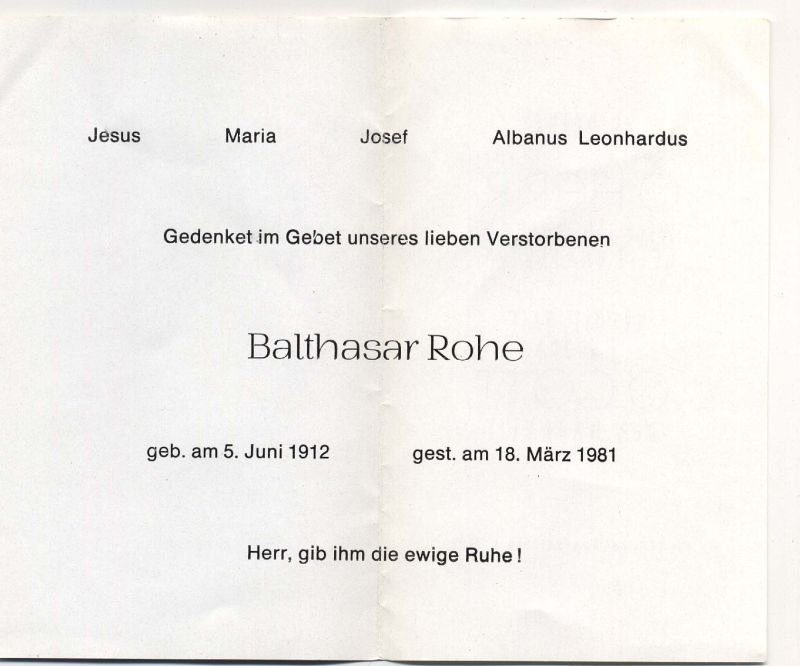 Jesus Maria Josef Albanus Leonhardus
Gedenket im Gebet unseres lieben Verstorbenen
Balthasar Rohe
geb. am 5. Juni 1912 gest. am 18. März 1981
Herr, gib ihm die ewige Ruhe!